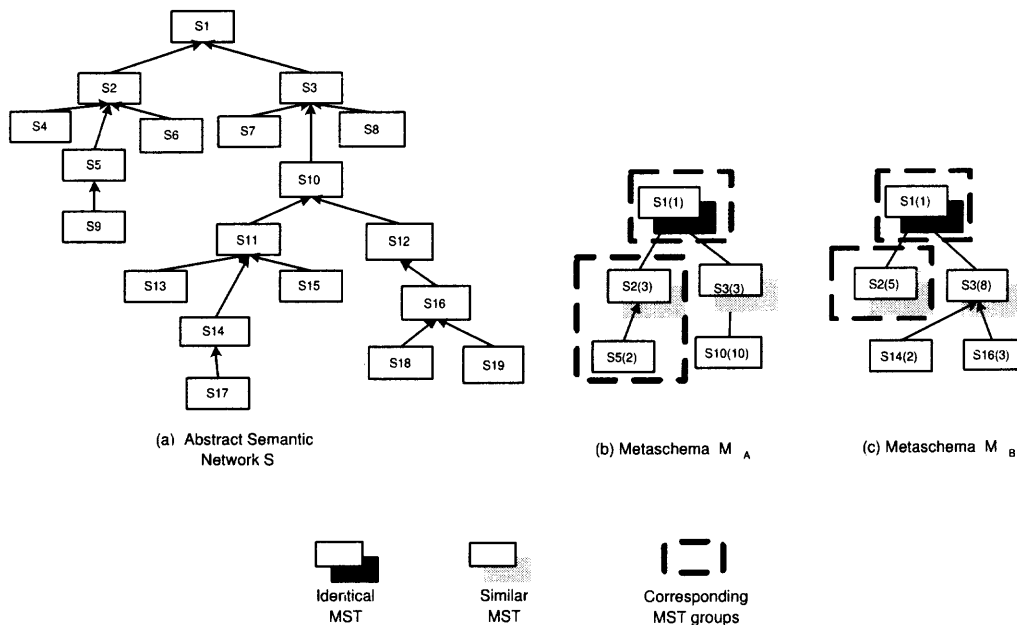 S1
S2
S3
S4
S6
S7
S8
S5
S10
S9
S11
S12
S13
S15
S16
S14
S18
S19
S17
(a) Abstract Semantic
Network S
S1(1)
S2(3)
S3(3)
S5(2)
S10(10)
(b) Metaschema M A
S1(1)
S2(5)
S3(8)
S14(2)
S16(3)
(c) Metaschema M B
Identical
MST
Similar
MST
Corresponding
MST groups